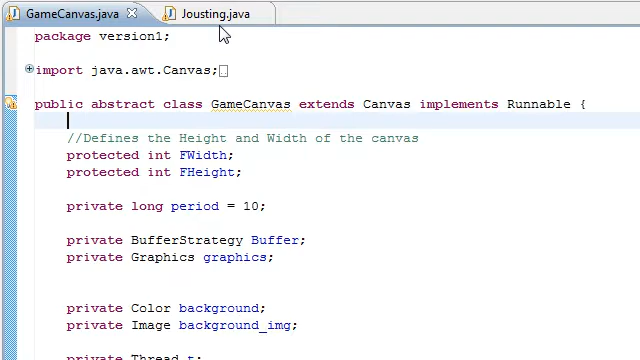 GameCanvas.java Jousting.java
package version1;
import java.awt.Canvas;
public abstract class GameCanvas extends Canvas implements Runnable {
//Defines the Height and Width of the canvas
protected int FWidth;
protected int FHeight;
private long period = 10;
private BufferStrategy Buffer;
private Graphics graphics;
private Color background;
private Image background_img;
private Thread t;